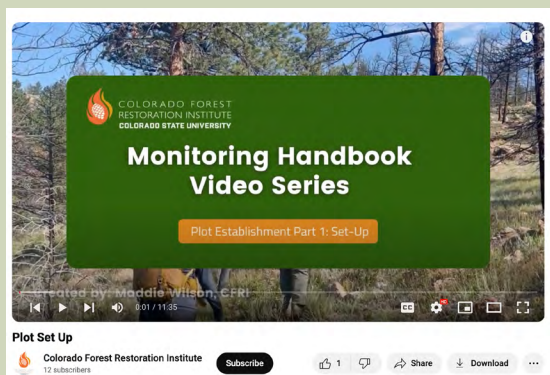 COLORADO FOREST
RESTORATION INSTITUTE
COLORADO STATE UNIVERSITY
Monitoring Handbook
Video Series
Plot Establishment Part 1: Set-Up
Created by: Maddie Wilson, CFRI
0:01 / 11:35
CC
HD
Plot Set Up
Colorado Forest Restoration Institute
12 subscribers
Subscribe
1
Share
Download